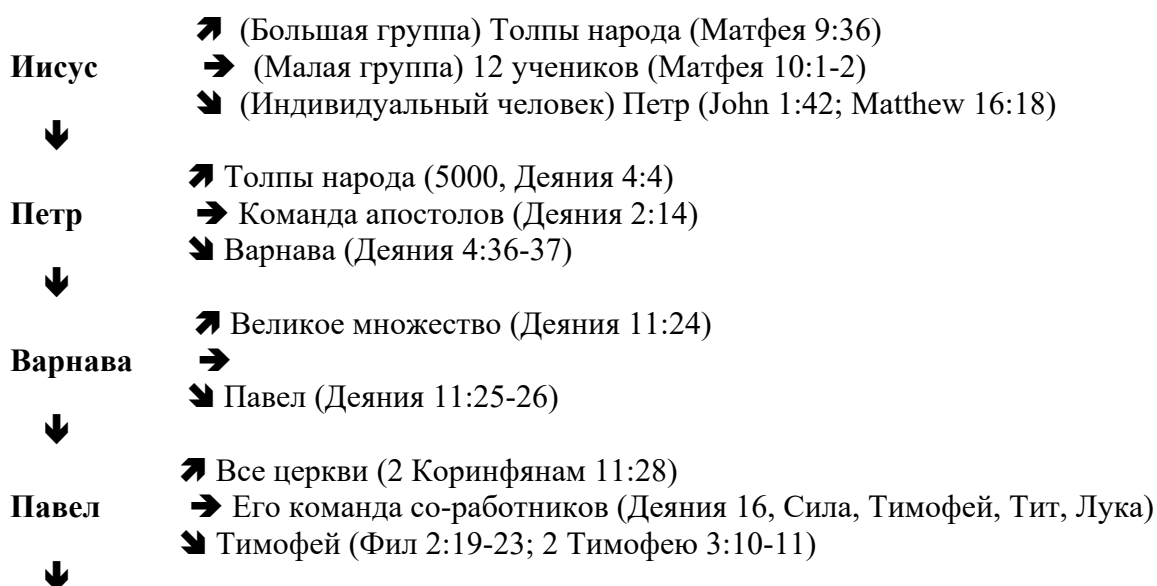 🡽 (Большая группа) Толпы народа (Матфея 9:36)
Иисус 🡺 (Малая группа) 12 учеников (Матфея 10:1-2)
🡾 (Индивидуальный человек) Петр (John 1:42; Matthew 16:18)
🡻
🡽 Толпы народа (5000, Деяния 4:4)
Петр 🡺 Команда апостолов (Деяния 2:14)
🡾 Варнава (Деяния 4:36-37)
🡻
🡽 Великое множество (Деяния 11:24)
Варнава 🡺
🡾 Павел (Деяния 11:25-26)
🡻
🡽 Все церкви (2 Коринфянам 11:28)
Павел 🡺 Его команда со-работников (Деяния 16, Сила, Тимофей, Тит, Лука)
🡾 Тимофей (Фил 2:19-23; 2 Тимофею 3:10-11)
🡻